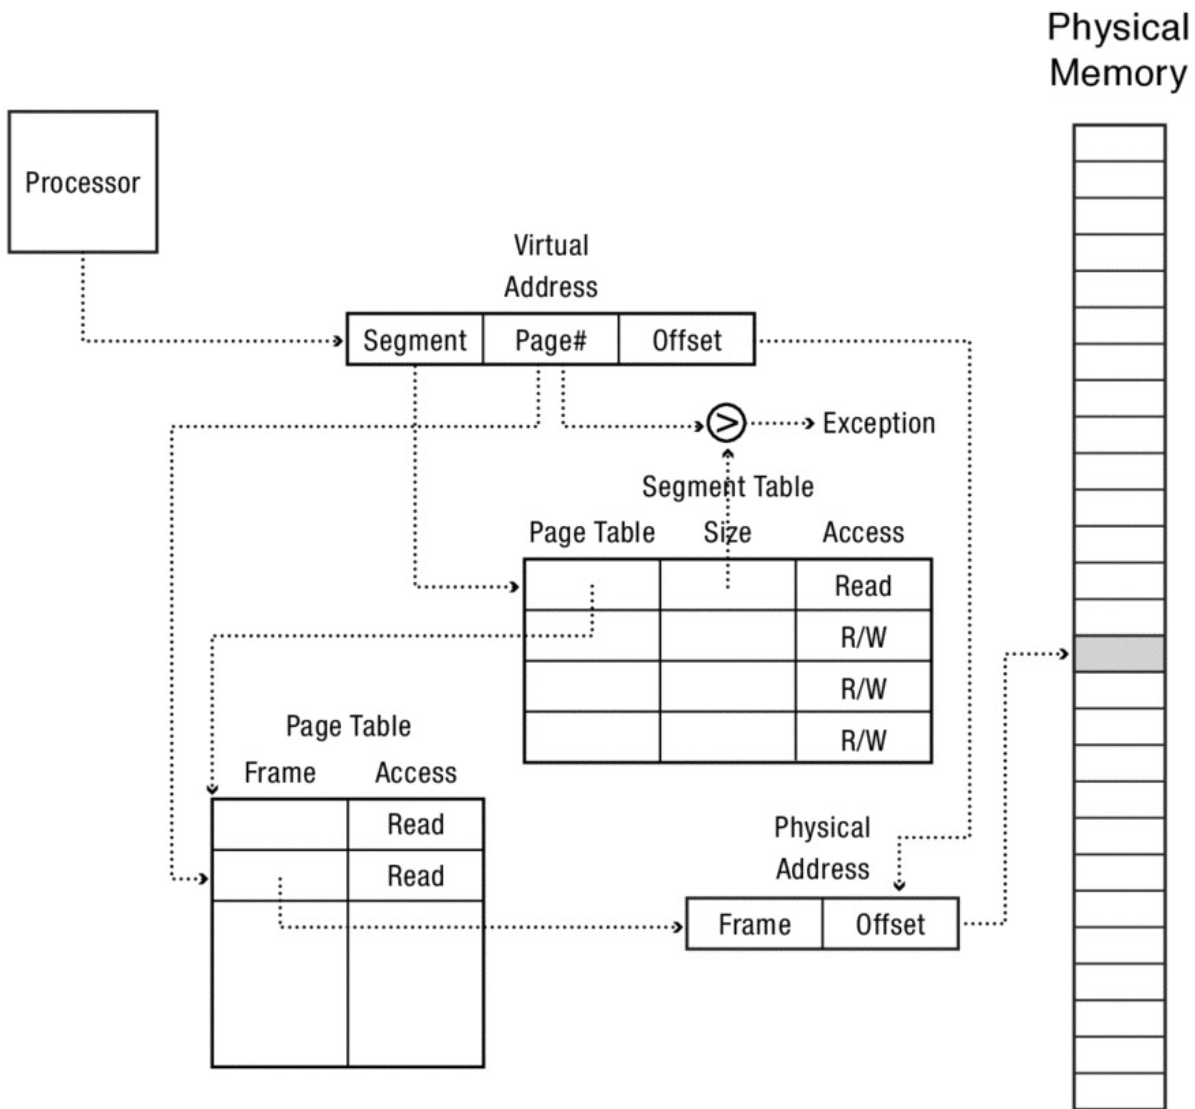 Physical
Memory
Processor
Virtual
Address
Segment Page# Offset
> Exception
Segment Table
Page Table Size Access
Read
R/W
R/W
R/W
Page Table
Frame Access
Read
Read
Physical
Address
Frame Offset